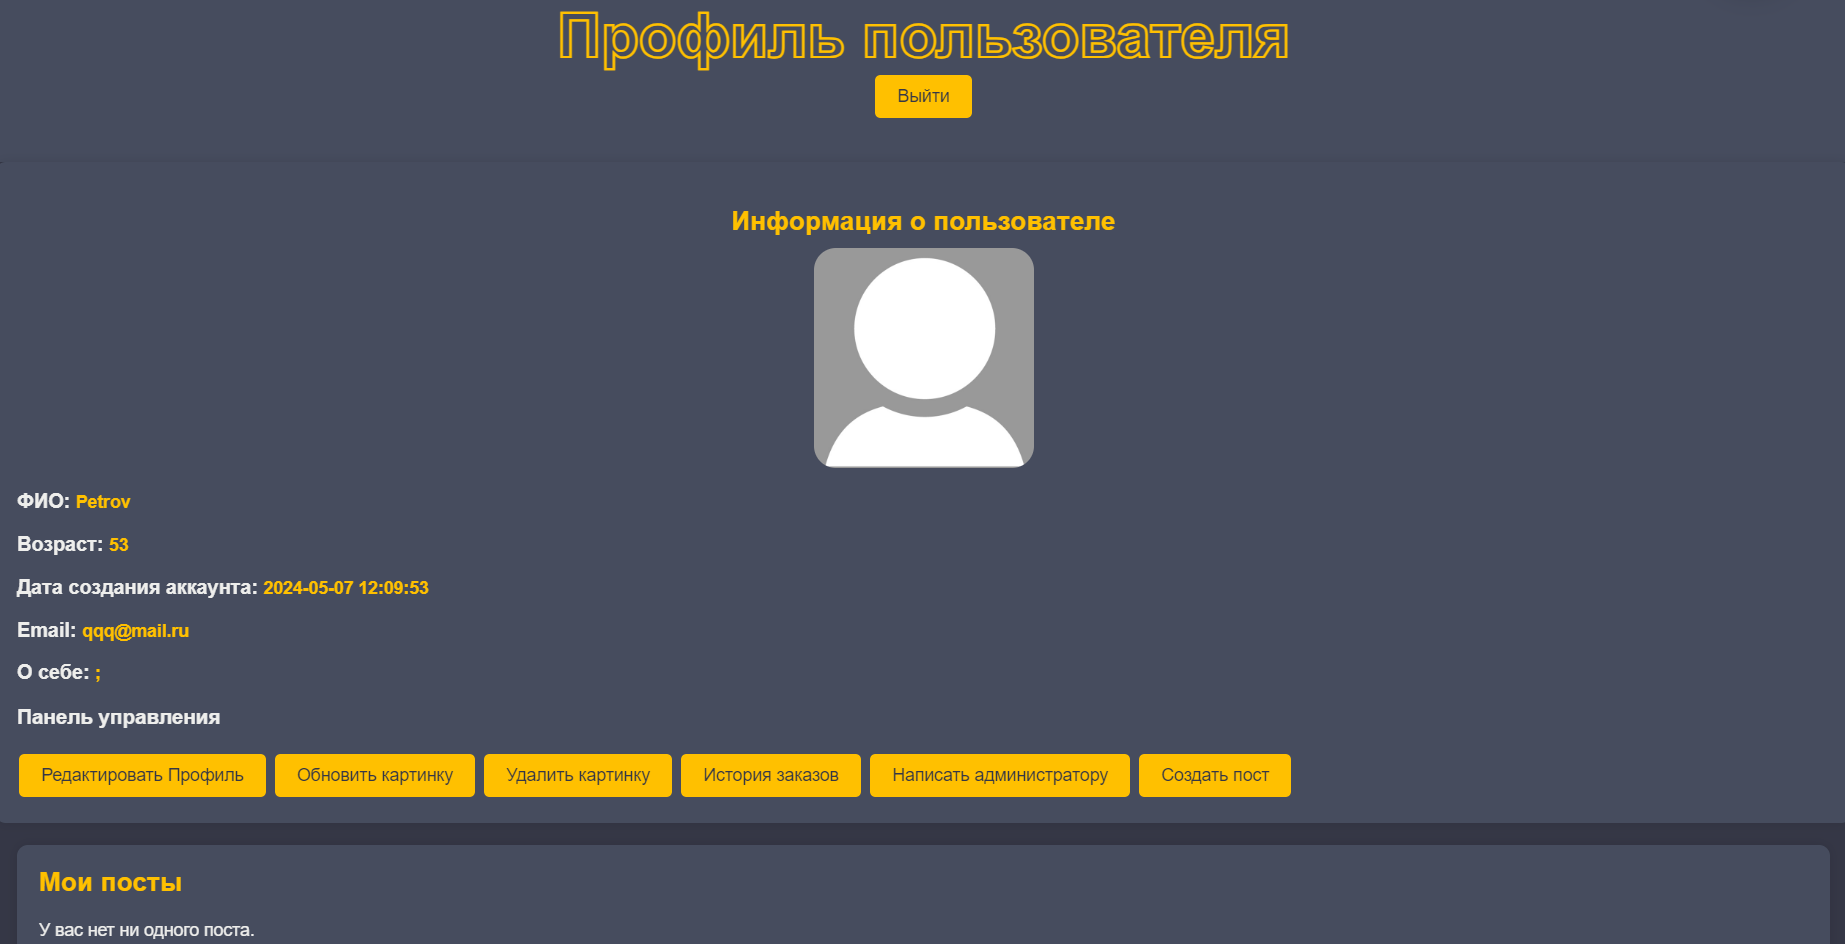 Профиль пользователя
Выйти
Информация о пользователе
ФИО: Petrov
Возраст: 53
Дата создания аккаунта: 2024-05-07 12:09:53
Email: qqq@mail.ru
О себе: ;
Панель управления
Редактировать Профиль Обновить картинку Удалить картинку История заказов Написать администратору Создать пост
Мои посты
У вас нет ни одного поста.